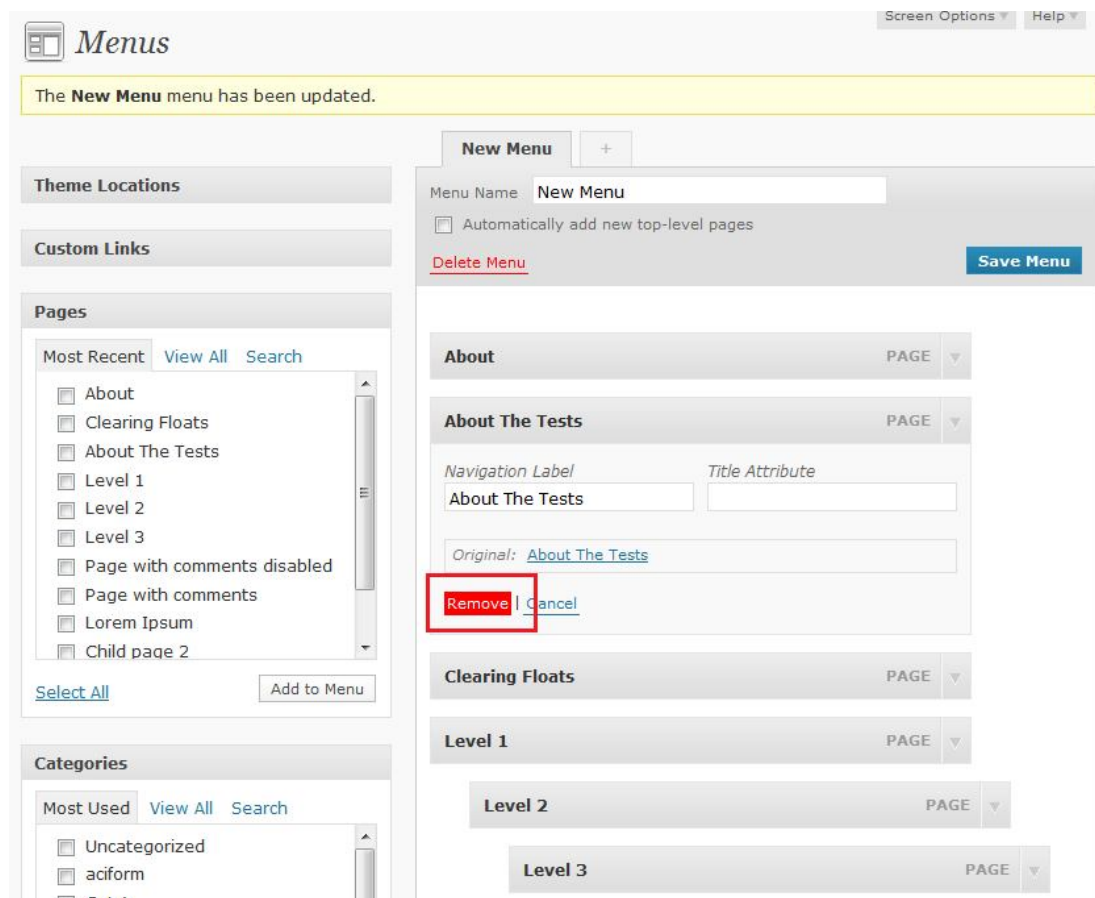 Screen Options Help
Menus
The New Menu menu has been updated.
New Menu +
Theme Locations
Custom Links
Pages
Most Recent View All Search
About
Clearing Floats
About The Tests
Level 1
Level 2
Level 3
Page with comments disabled
Page with comments
Lorem Ipsum
Child page 2
Select All Add to Menu
Categories
Most Used View All Search
Uncategorized
aciform
Menu Name New Menu
Automatically add new top-level pages
Delete Menu Save Menu
About PAGE
About The Tests PAGE
Navigation Label Title Attribute
About The Tests
Original: About The Tests
Remove | Cancel
Clearing Floats PAGE
Level 1 PAGE
Level 2 PAGE
Level 3 PAGE